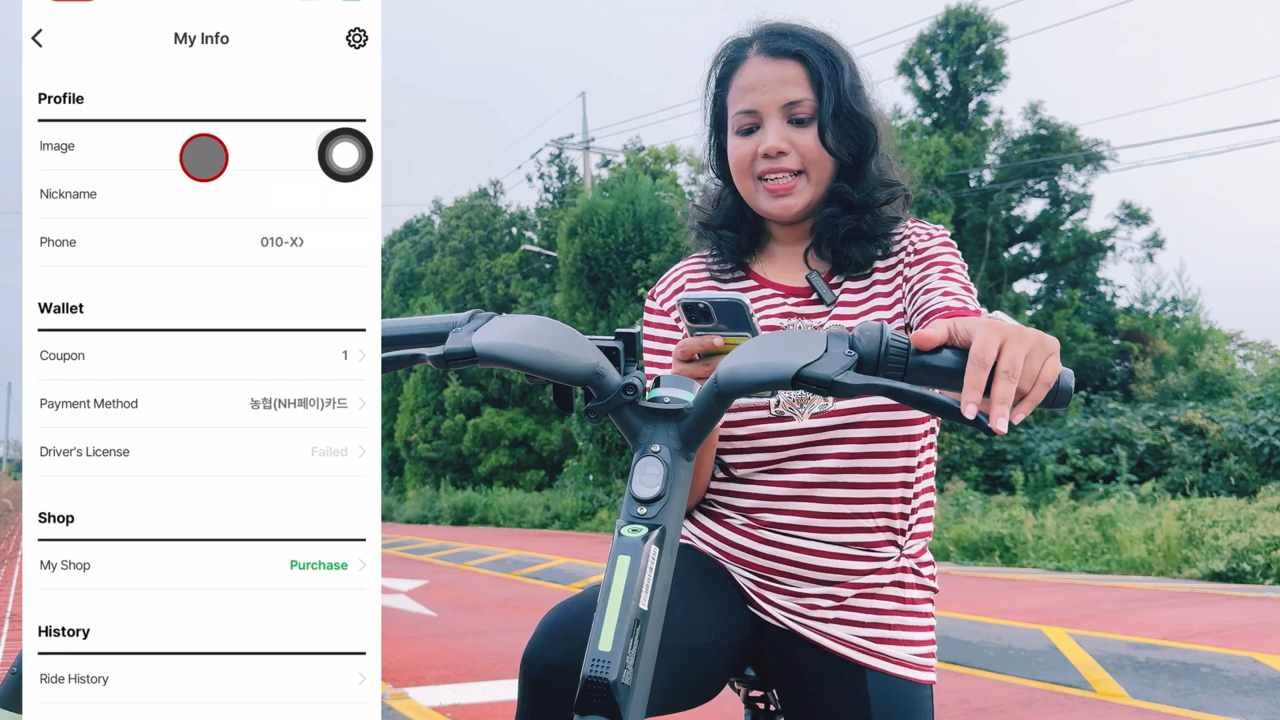 My Info
Profile
Image
Nickname
Phone 010-X
Wallet
Coupon 1
Payment Method 농협(NH페이)카드
Driver's License Failed
Shop
My Shop Purchase
History
Ride History